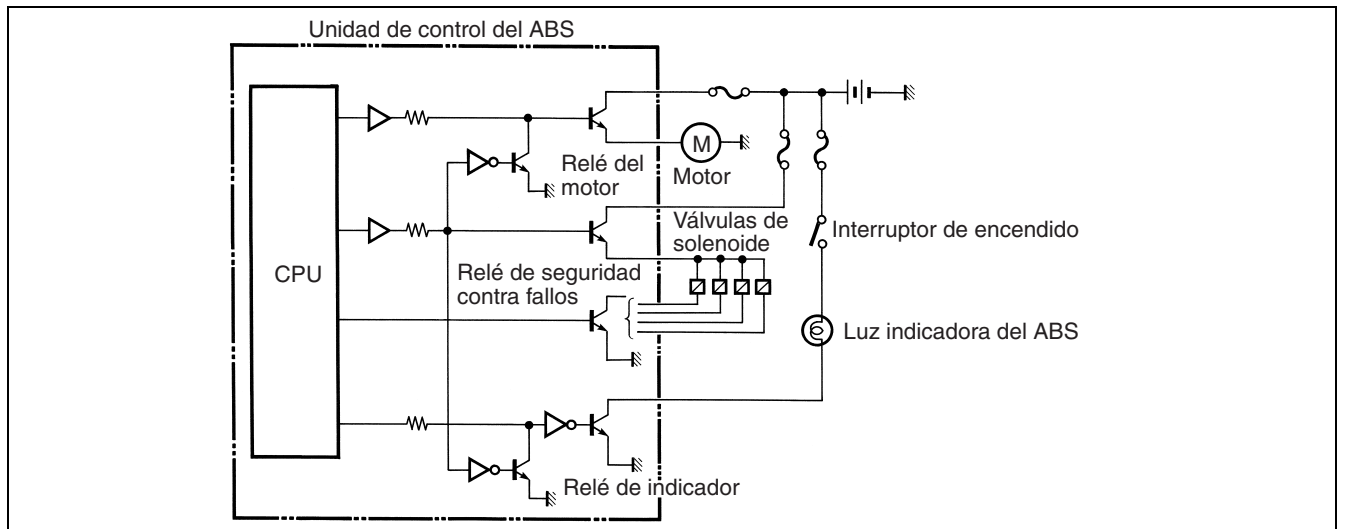 Unidad de control del ABS
CPU
Relé del
motor
M
Motor
Válvulas de
solenoide
Interruptor de encendido
Relé de seguridad
contra fallos
Luz indicadora del ABS
Relé de indicador